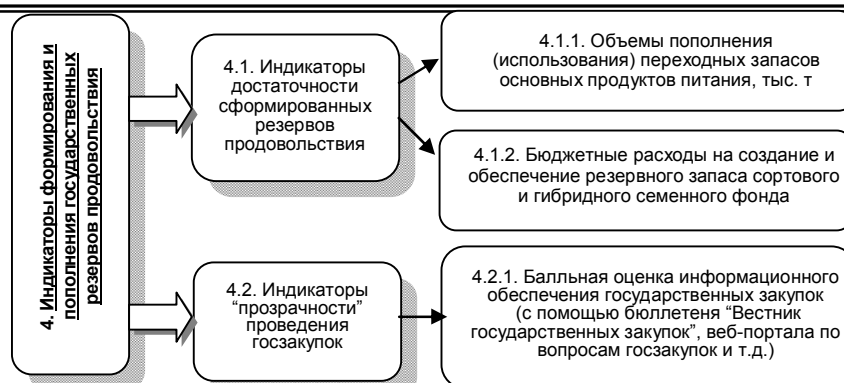 4. Индикаторы формирования и
пополнения государственных
резервов продовольствия
4.1. Индикаторы
достаточности
сформированных
резервов
продовольствия
4.1.1. Объемы пополнения
(использования) переходных запасов
основных продуктов питания, тыс. т
4.1.2. Бюджетные расходы на создание и
обеспечение резервного запаса сортового
и гибридного семенного фонда
4.2. Индикаторы
“прозрачности”
проведения
госзакупок
4.2.1. Балльная оценка информационного
обеспечения государственных закупок
(с помощью бюллетеня “Вестник
государственных закупок”, веб-портала по
вопросам госзакупок и т.д.)